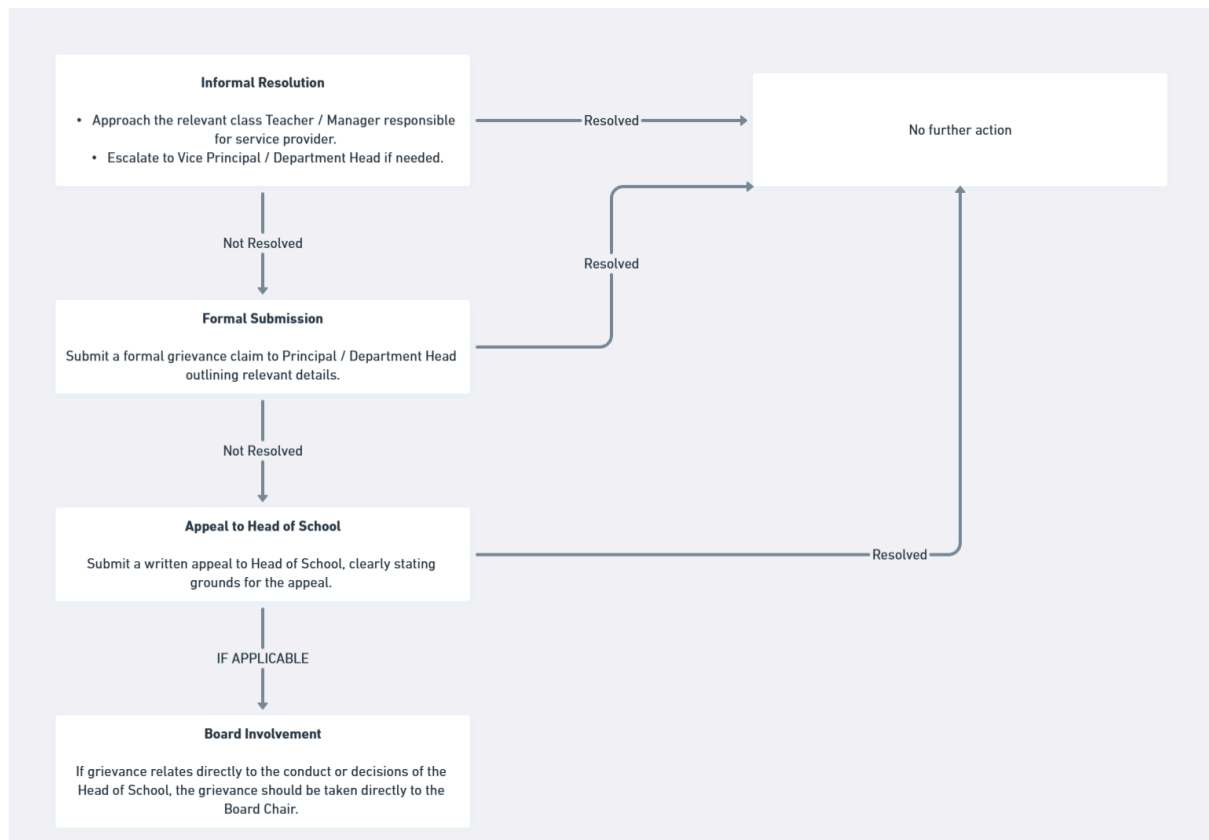 Informal Resolution
• Approach the relevant class Teacher / Manager responsible
for service provider.
• Escalate to Vice Principal / Department Head if needed.
Resolved
No further action
Not Resolved
Resolved
Formal Submission
Submit a formal grievance claim to Principal / Department Head
outlining relevant details.
Not Resolved
Appeal to Head of School
Submit a written appeal to Head of School, clearly stating
grounds for the appeal.
Resolved
IF APPLICABLE
Board Involvement
If grievance relates directly to the conduct or decisions of the
Head of School, the grievance should be taken directly to the
Board Chair.